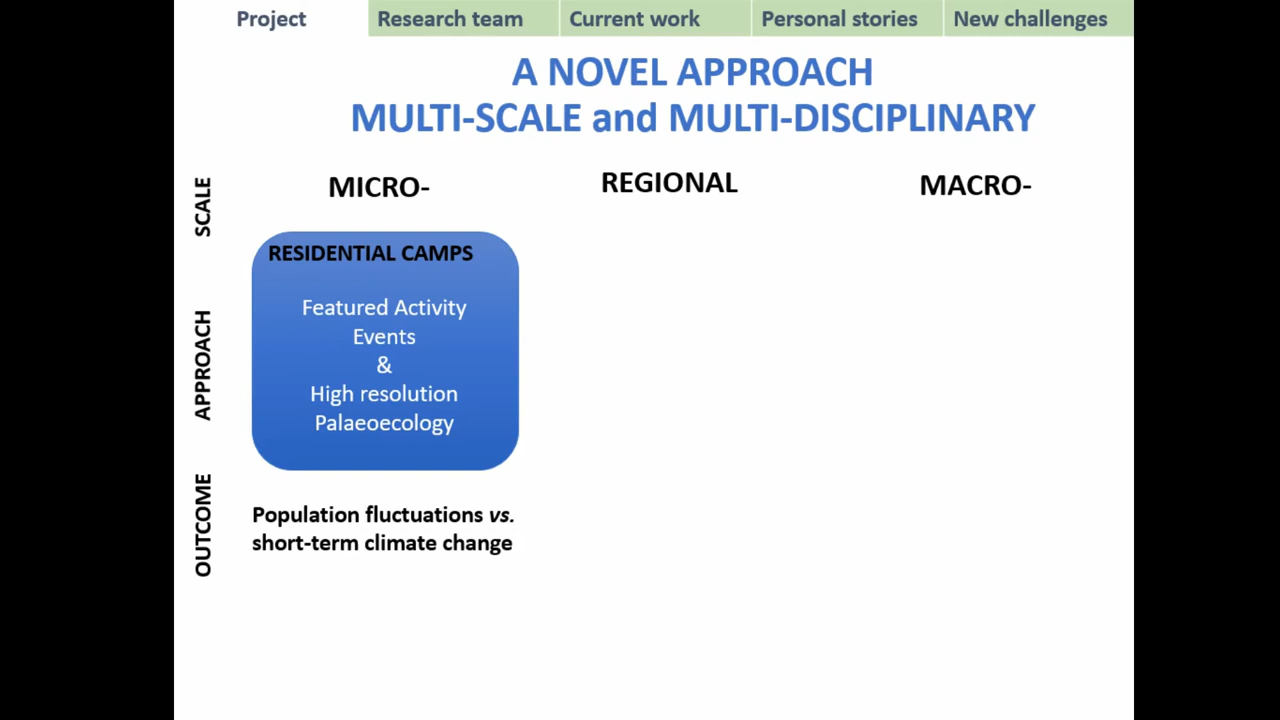 Project
Research team
Current work
Personal stories
New challenges
A NOVEL APPROACH
MULTI-SCALE and MULTI-DISCIPLINARY
SCALE
MICRO-
REGIONAL
MACRO-
APPROACH
RESIDENTIAL CAMPS
Featured Activity
Events
&
High resolution
Palaeoecology
OUTCOME
Population fluctuations vs.
short-term climate change